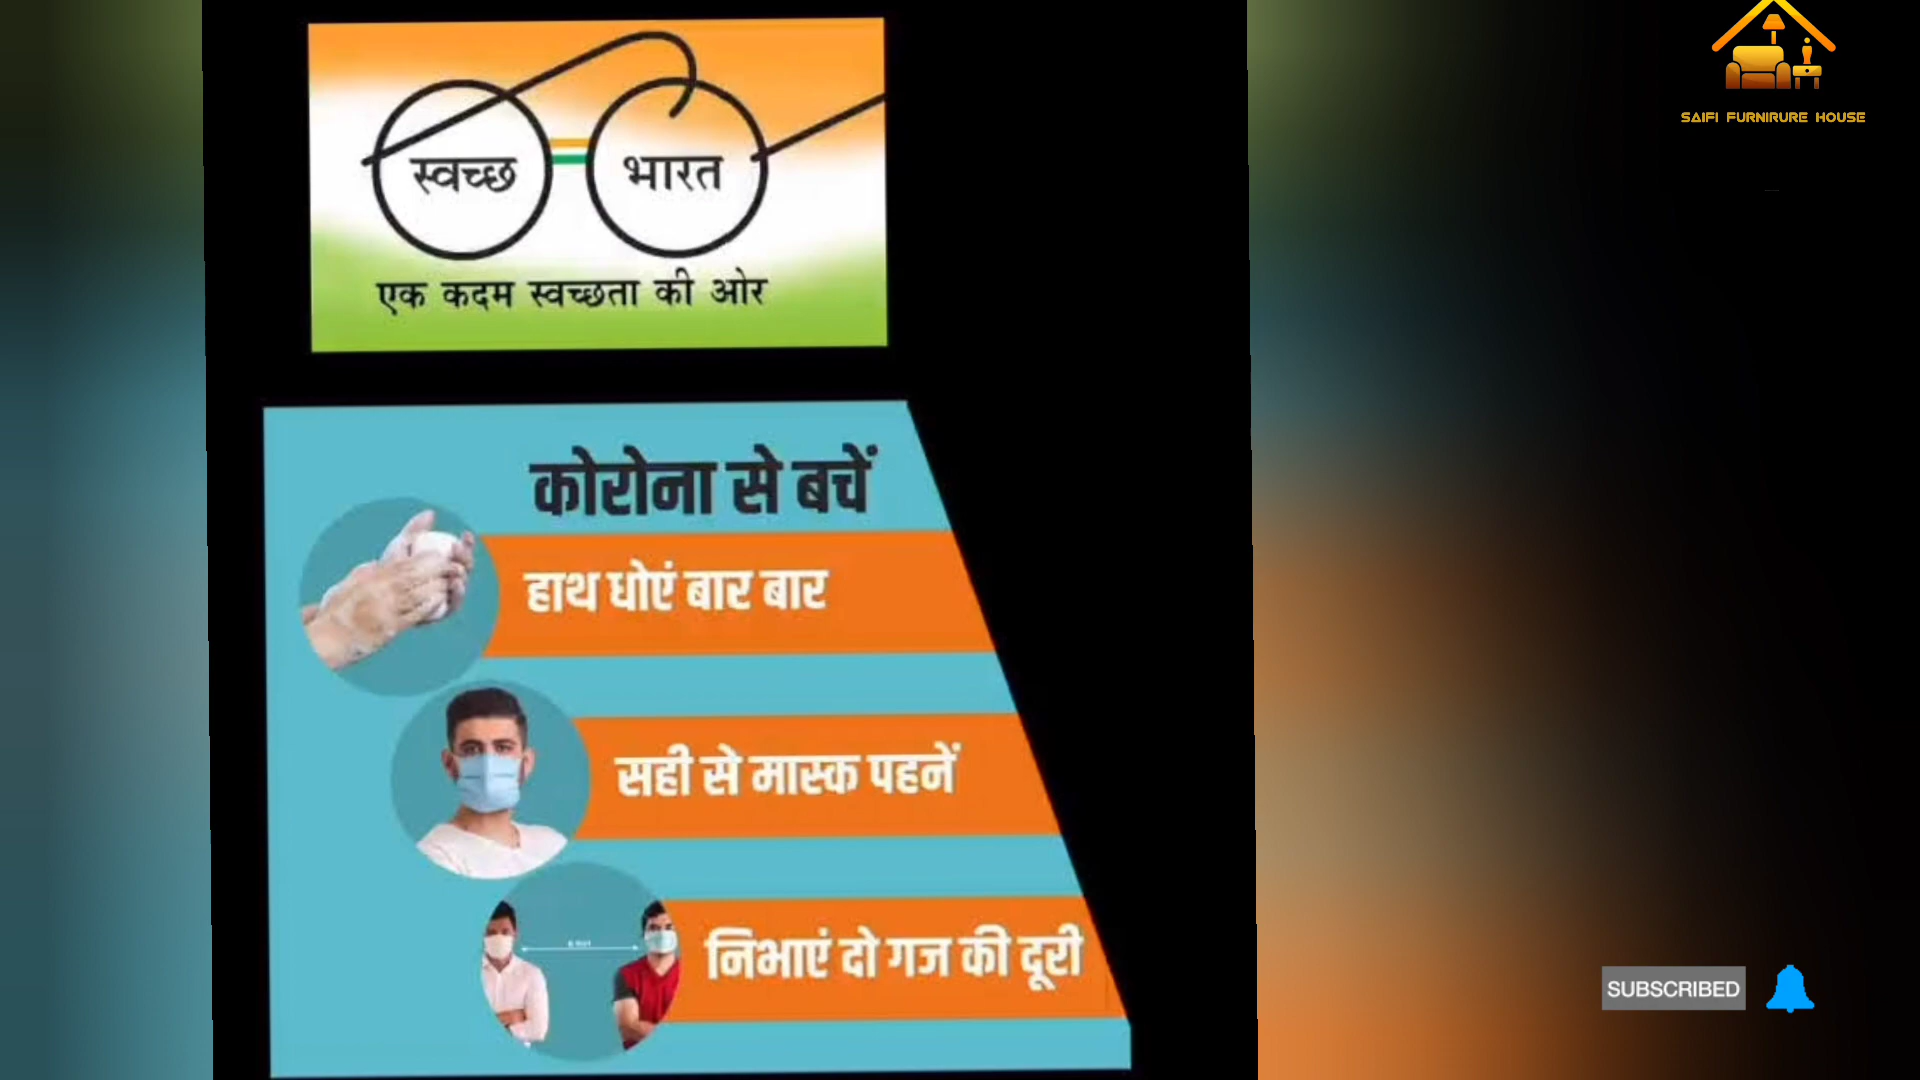 स्वच्छ भारत
एक कदम स्वच्छता की ओर
SAIFI FURNIRURE HOUSE
कोरोना से बचें
हाथ धोएं बार बार
सही से मास्क पहनें
निभाएं दो गज की दूरी
SUBSCRIBED